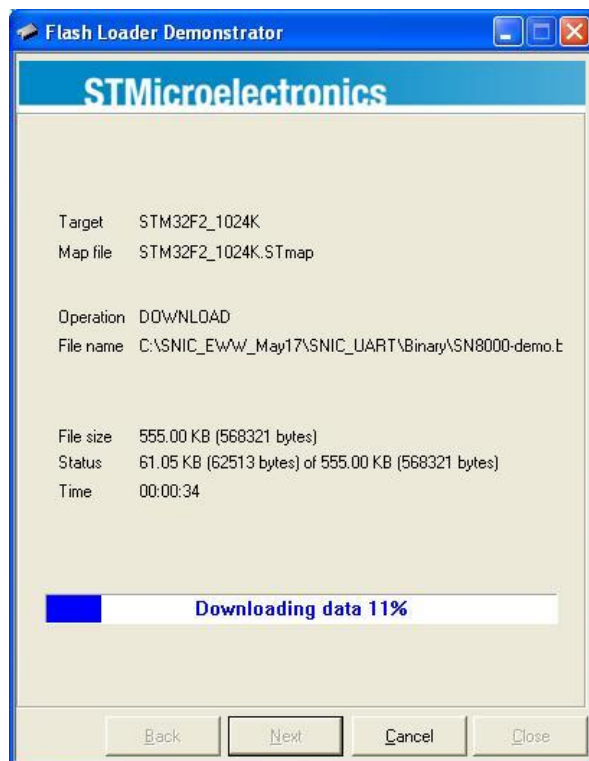 Flash Loader Demonstrator
STMicroelectronics
Target STM32F2_1024K
Map file STM32F2_1024K.STmap
Operation DOWNLOAD
File name C:\SNIC_EWW_May17\SNIC_UART\Binary\SN8000-demo.b
File size 555.00 KB (568321 bytes)
Status 61.05 KB (62513 bytes) of 555.00 KB (568321 bytes)
Time 00:00:34
Downloading data 11%
Back Next Cancel Close